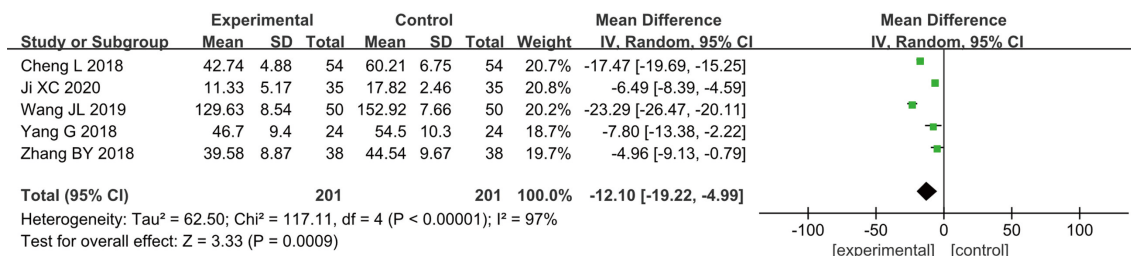 Experimental Control Mean Difference Mean Difference
Study or Subgroup Mean SD Total Mean SD Total Weight IV, Random, 95% CI IV, Random, 95% CI
Cheng L 2018 42.74 4.88 54 60.21 6.75 54 20.7% -17.47 [-19.69, -15.25]
Ji XC 2020 11.33 5.17 35 17.82 2.46 35 20.8% -6.49 [-8.39, -4.59]
Wang JL 2019 129.63 8.54 50 152.92 7.66 50 20.2% -23.29 [-26.47, -20.11]
Yang G 2018 46.7 9.4 24 54.5 10.3 24 18.7% -7.80 [-13.38, -2.22]
Zhang BY 2018 39.58 8.87 38 44.54 9.67 38 19.7% -4.96 [-9.13, -0.79]
Total (95% CI) 201 201 100.0% -12.10 [-19.22, -4.99]
Heterogeneity: Tau² = 62.50; Chi² = 117.11, df = 4 (P < 0.00001); I² = 97%
Test for overall effect: Z = 3.33 (P = 0.0009)
-100 -50 0 50 100
[experimental] [control]